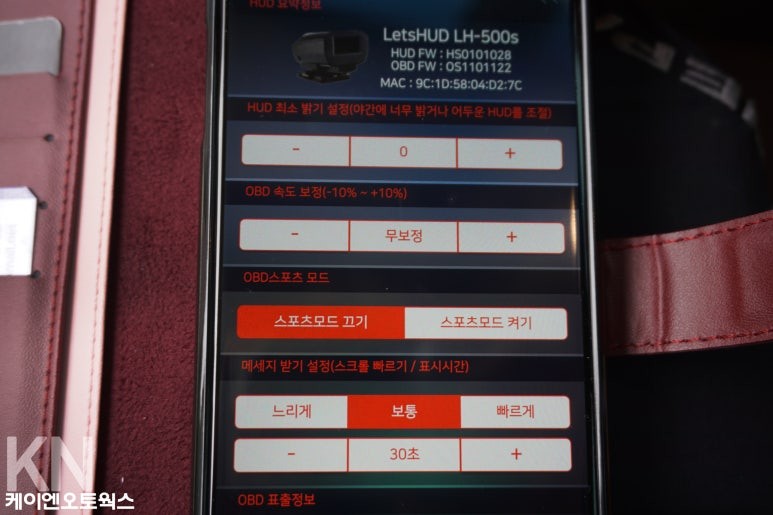 HUD 요약정보
LetsHUD LH-500s
HUD FW : HS0101028
OBD FW : OS1101122
MAC : 9C:1D:58:04:D2:7C
HUD 최소 밝기 설정(야간에 너무 밝거나 어두운 HUD를 조절)
- 0 +
OBD 속도 보정(-10% ~ +10%)
- 무보정 +
OBD스포츠 모드
스포츠모드 끄기 스포츠모드 켜기
메세지 받기 설정(스크롤 빠르기 / 표시시간)
느리게 보통 빠르게
- 30초 +
OBD 표출정보
KN
케이엔오토웍스